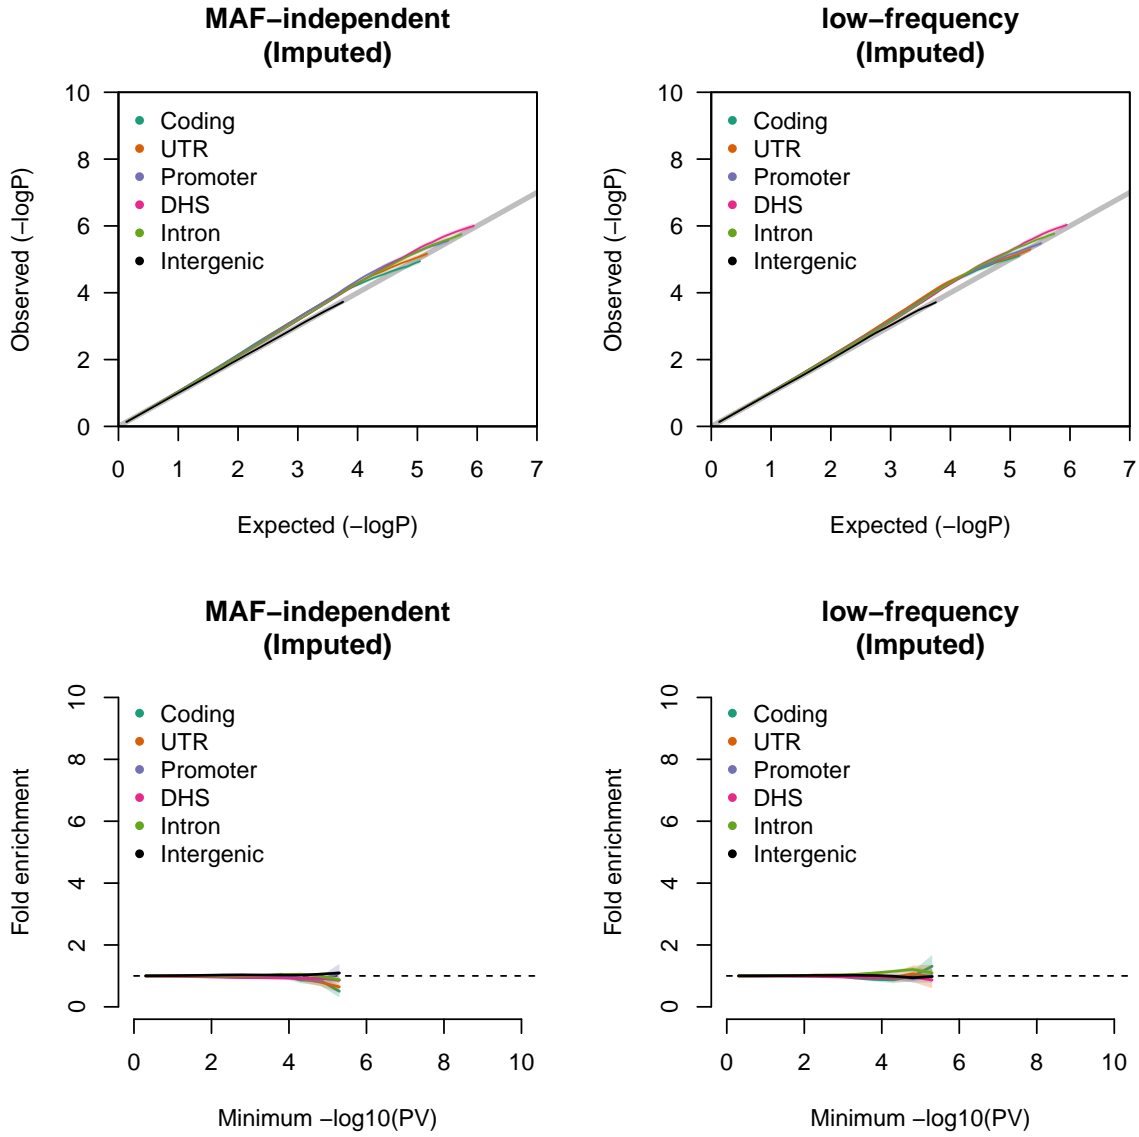 MAF−independent
(Imputed)
10
8
6
4
2
0
Coding
UTR
Promoter
DHS
Intron
Intergenic
0 1 2 3 4 5 6 7
Observed (−logP)
Expected (−logP)
low−frequency
(Imputed)
10
8
6
4
2
0
Coding
UTR
Promoter
DHS
Intron
Intergenic
0 1 2 3 4 5 6 7
Observed (−logP)
Expected (−logP)
MAF−independent
(Imputed)
10
8
6
4
2
0
Coding
UTR
Promoter
DHS
Intron
Intergenic
0 2 4 6 8 10
Fold enrichment
Minimum −log10(PV)
low−frequency
(Imputed)
10
8
6
4
2
0
Coding
UTR
Promoter
DHS
Intron
Intergenic
0 2 4 6 8 10
Fold enrichment
Minimum −log10(PV)